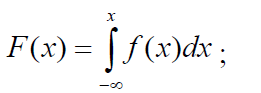 F(x) = ∫_{-∞}^{x} f(x)dx ;